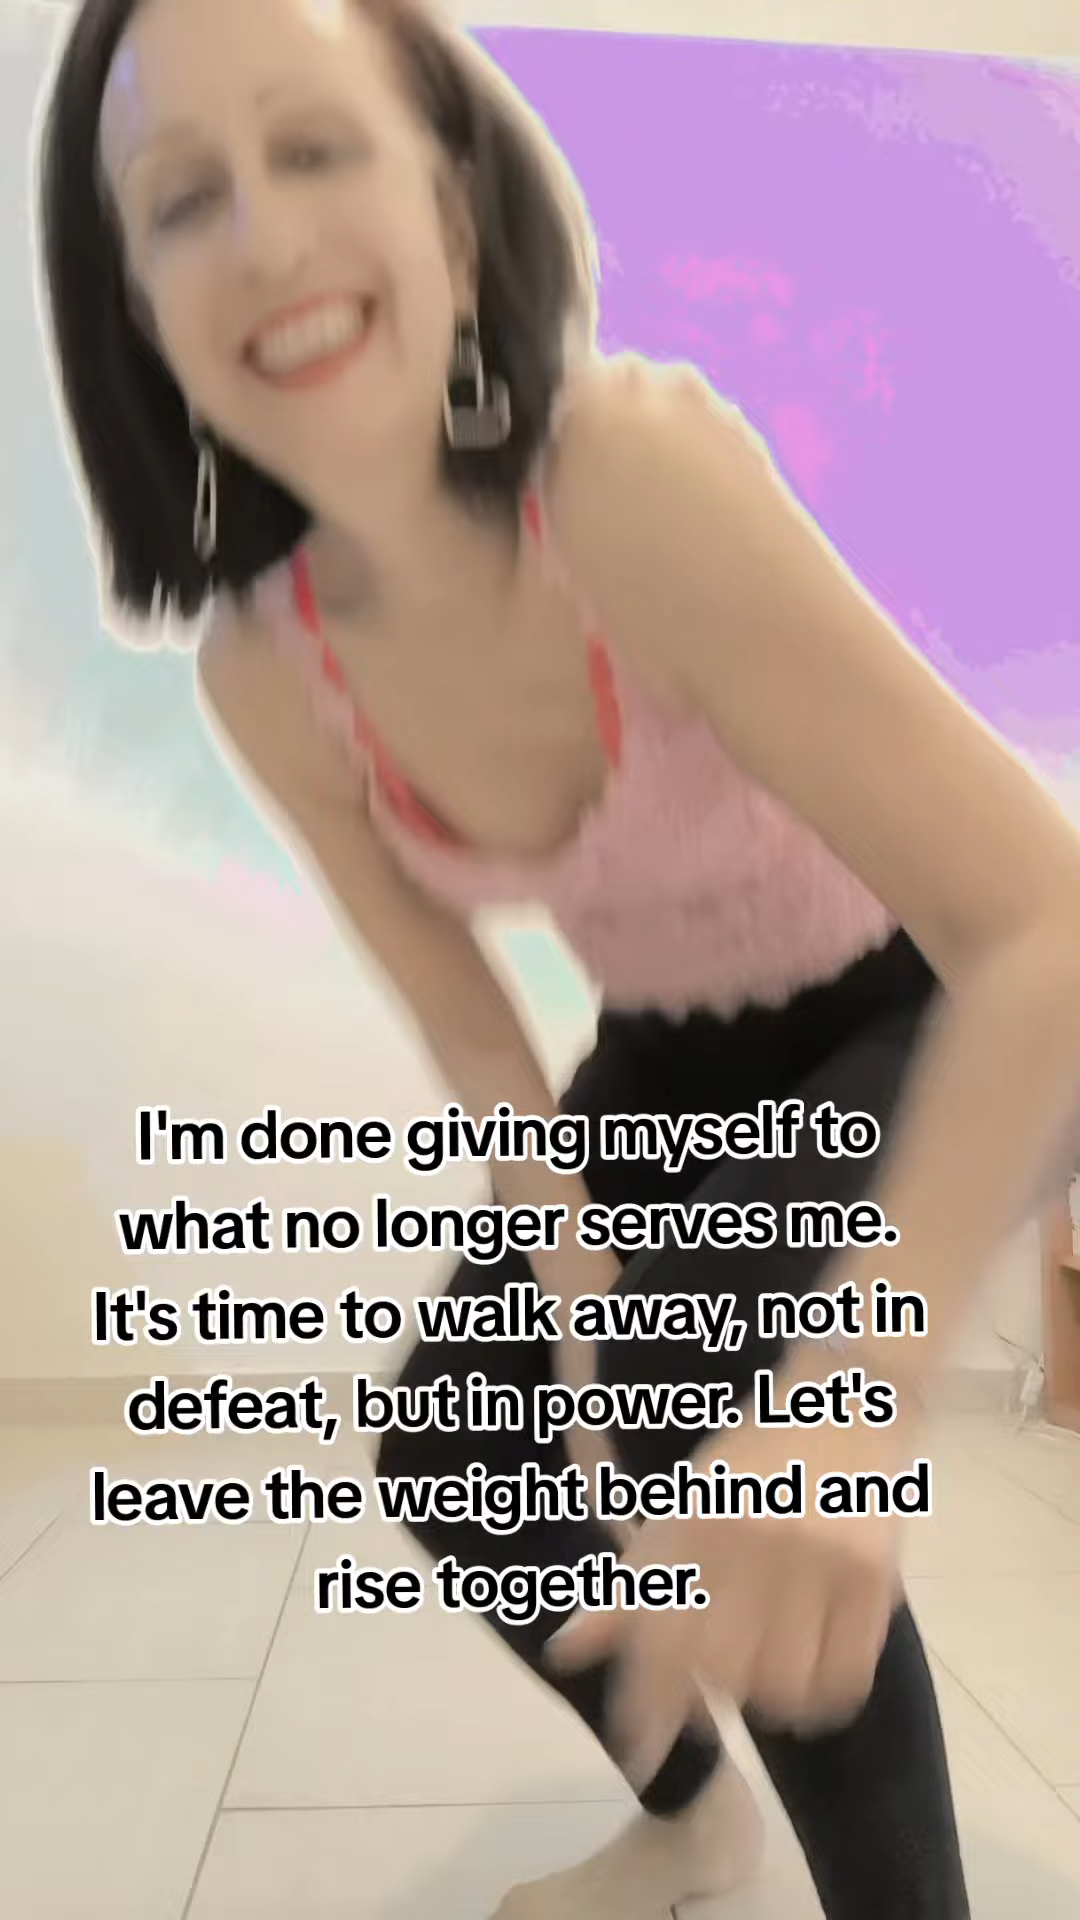 I'm done giving myself to
what no longer serves me.
It's time to walk away, not in
defeat, but in power. Let's
leave the weight behind and
rise together.